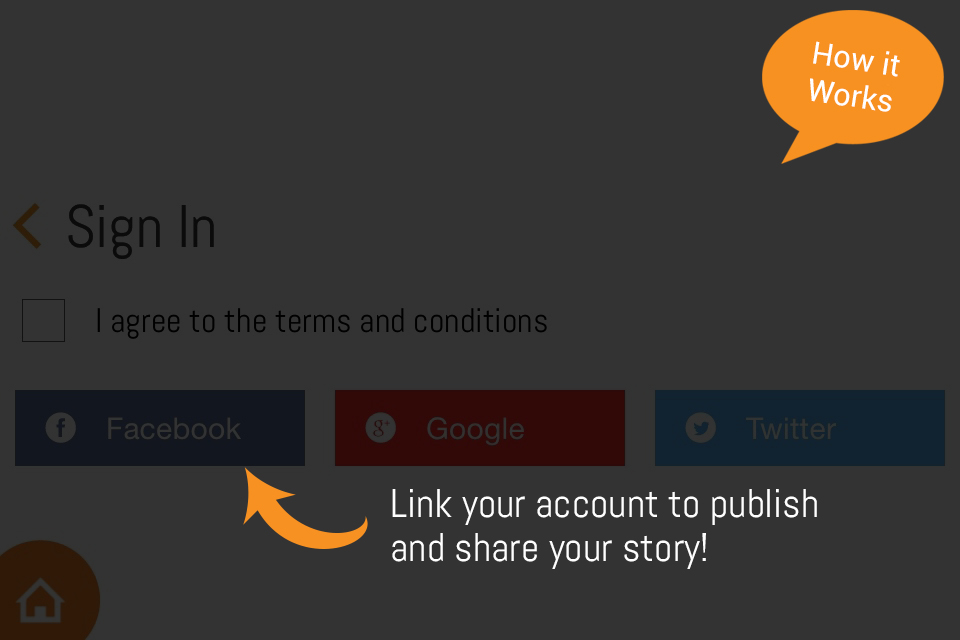 How it
Works
Sign In
I agree to the terms and conditions
Facebook
Google
Twitter
Link your account to publish
and share your story!